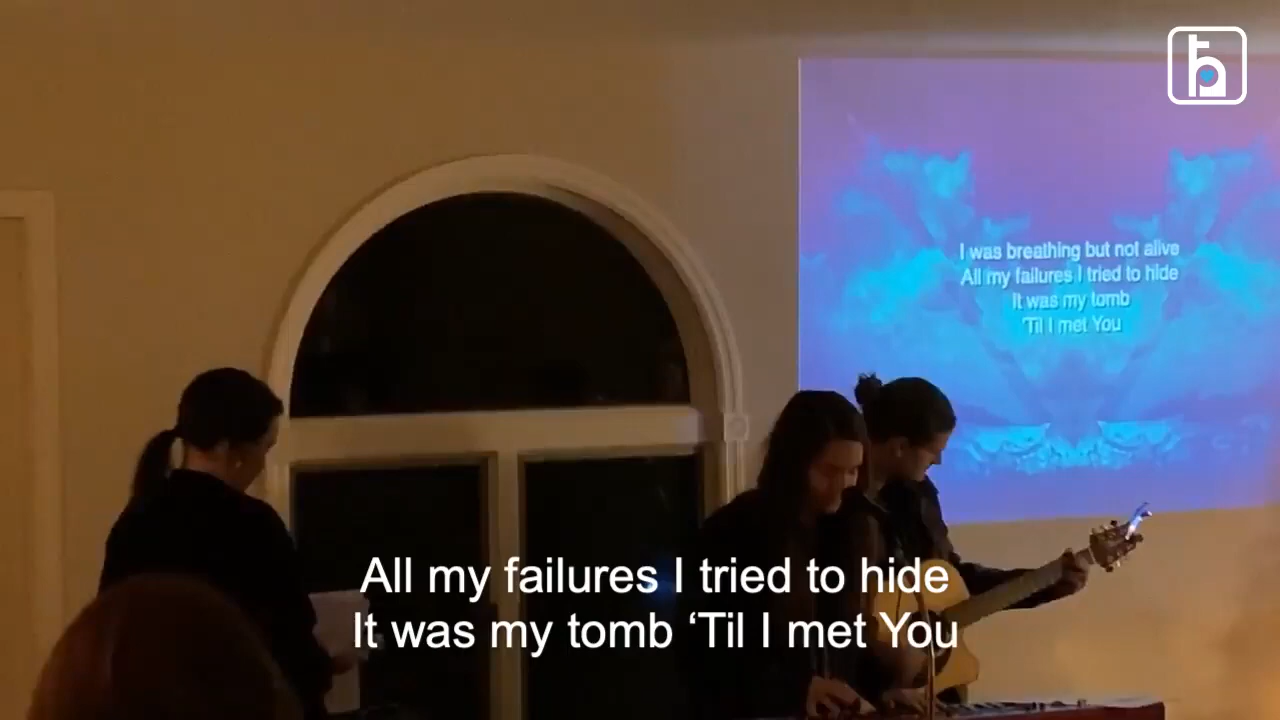 I was breathing but not alive
All my failures I tried to hide
It was my tomb
'Til I met You
All my failures I tried to hide
It was my tomb ‘Til I met You